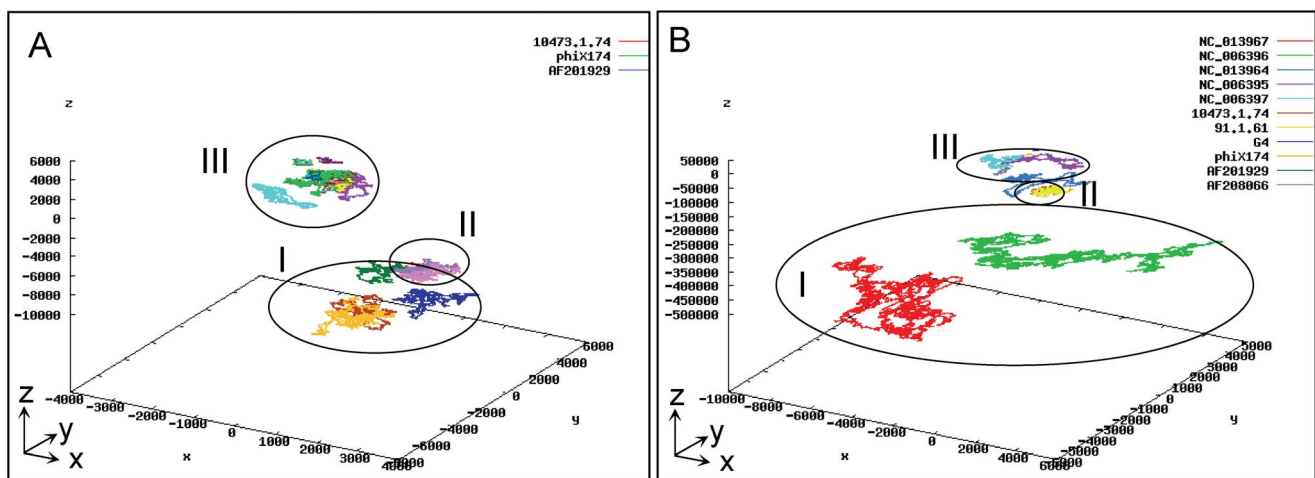 A
10473.1.74
phiX174
AF201929
z
III
6000
4000
2000
0
-2000
-4000
-6000
-8000
-10000
II
I
6000
4000
2000
0
-2000
-4000
-6000
-8000
y
-4000
-3000
-2000
-1000
0
1000
2000
3000
4000
x
z
y
x
B
NC_013967
NC_006396
NC_013964
NC_006395
NC_006397
10473.1.74
91.1.61
G4
phiX174
AF201929
AF208066
z
III
50000
0
-50000
-100000
-150000
-200000
-250000
-300000
-350000
-400000
-450000
-500000
II
I
5000
4000
3000
2000
1000
0
-1000
-2000
-3000
-4000
-5000
y
-10000
-8000
-6000
-4000
-2000
0
2000
4000
6000
x
z
y
x